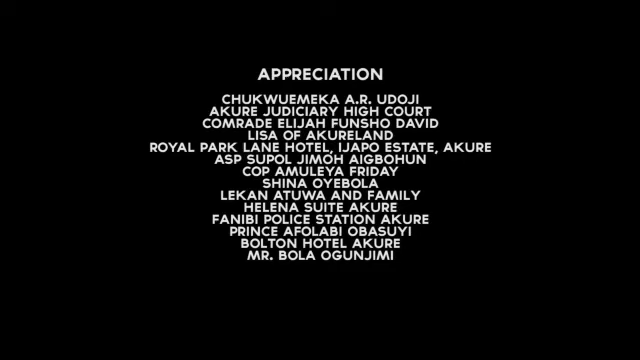 APPRECIATION
CHUKWUEMEKA A.R. UDOJI
AKURE JUDICIARY HIGH COURT
COMRADE ELIJAH FUNSHO DAVID
LISA OF AKURELAND
ROYAL PARK LANE HOTEL, IJAPO ESTATE, AKURE
ASP SUPOL JIMOH AIGBOHUN
COP AMULEYA FRIDAY
SHINA OYEBOLA
LEKAN ATUWA AND FAMILY
HELENA SUITE AKURE
FANIBI POLICE STATION AKURE
PRINCE AFOLABI OBASUYI
BOLTON HOTEL AKURE
MR. BOLA OGUNJIMI